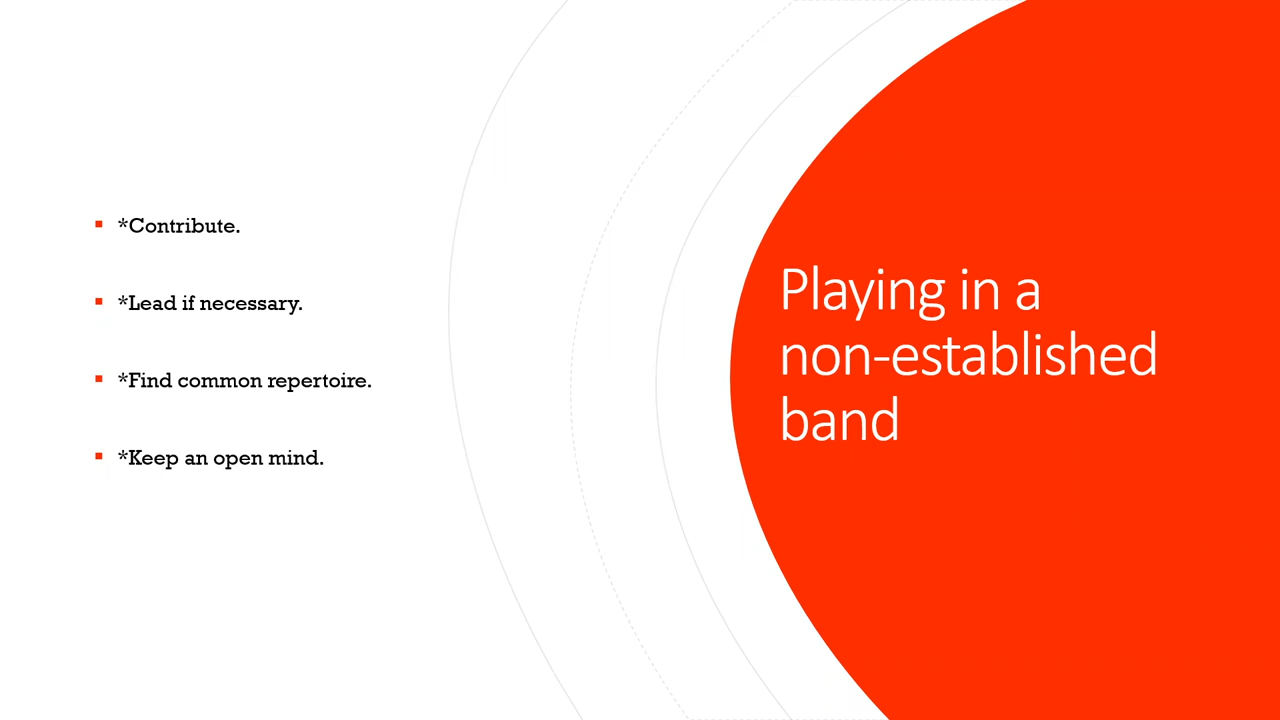 *Contribute.
*Lead if necessary.
*Find common repertoire.
*Keep an open mind.
Playing in a
non-established
band